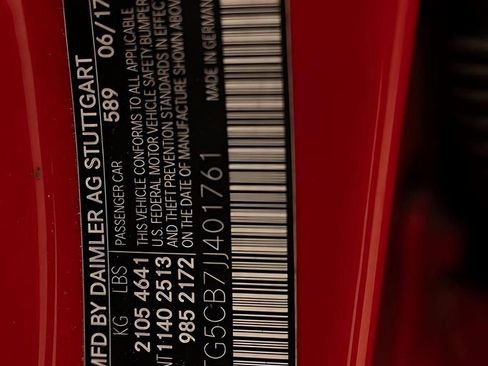 MFD BY DAIMLER AG STUTTGART
589 06/17
KG LBS PASSENGER CAR
2105 4641
1140 2513
985 2172
THIS VEHICLE CONFORMS TO ALL APPLICABLE
U.S. FEDERAL MOTOR VEHICLE SAFETY BUMPER
AND THEFT PREVENTION STANDARDS IN EFFECT
ON THE DATE OF MANUFACTURE SHOWN ABOVE
MADE IN GERMANY
G5CB7JJ401761